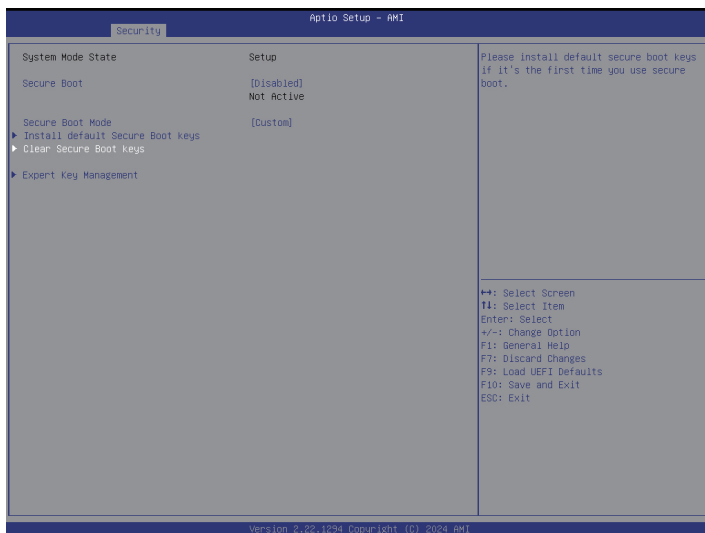 Aptio Setup – AMI
Security
System Mode State Setup
Secure Boot [Disabled]
Not Active
Secure Boot Mode [Custom]
Install default Secure Boot keys
Clear Secure Boot keys
Expert Key Management
Please install default secure boot keys
if it's the first time you use secure
boot.
↔: Select Screen
↑↓: Select Item
Enter: Select
+/-: Change Option
F1: General Help
F7: Discard Changes
F9: Load UEFI Defaults
F10: Save and Exit
ESC: Exit
Version 2.22.1294 Copyright (C) 2024 AMI